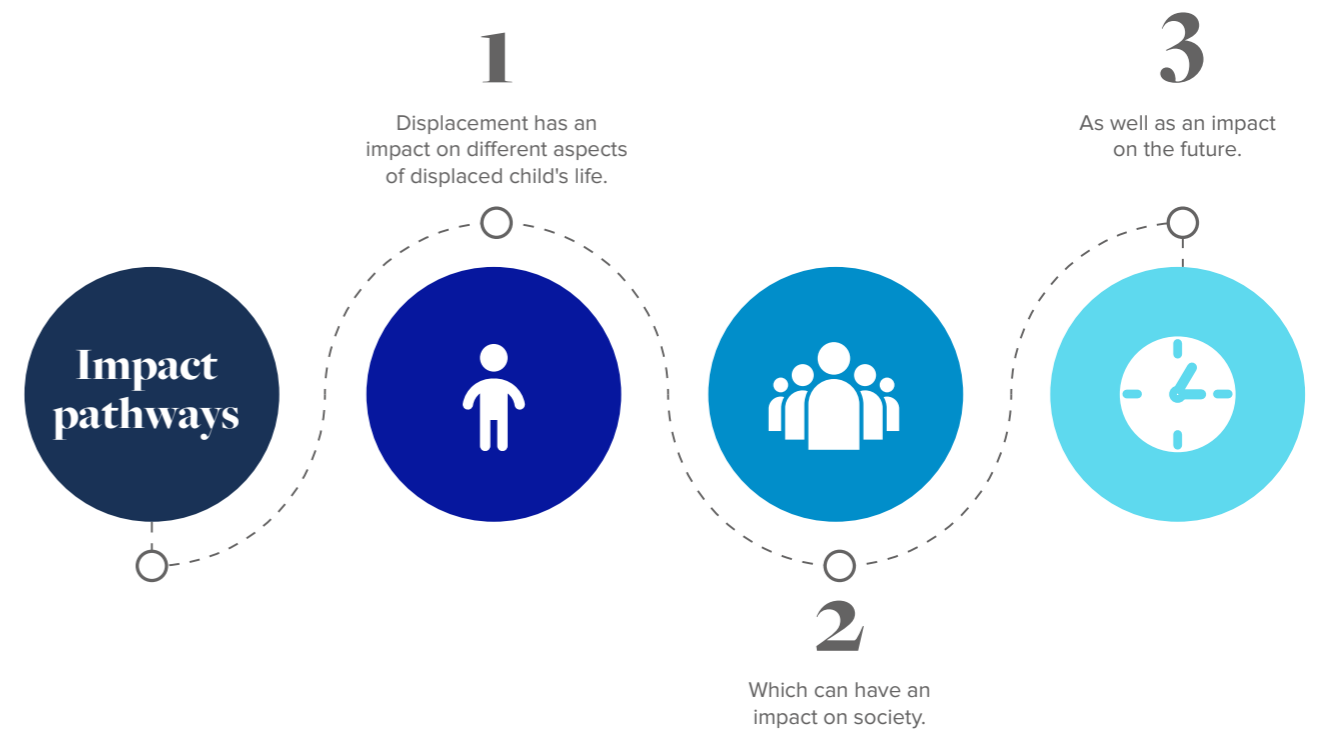 Impact
pathways
1
Displacement has an
impact on different aspects
of displaced child's life.
2
Which can have an
impact on society.
3
As well as an impact
on the future.